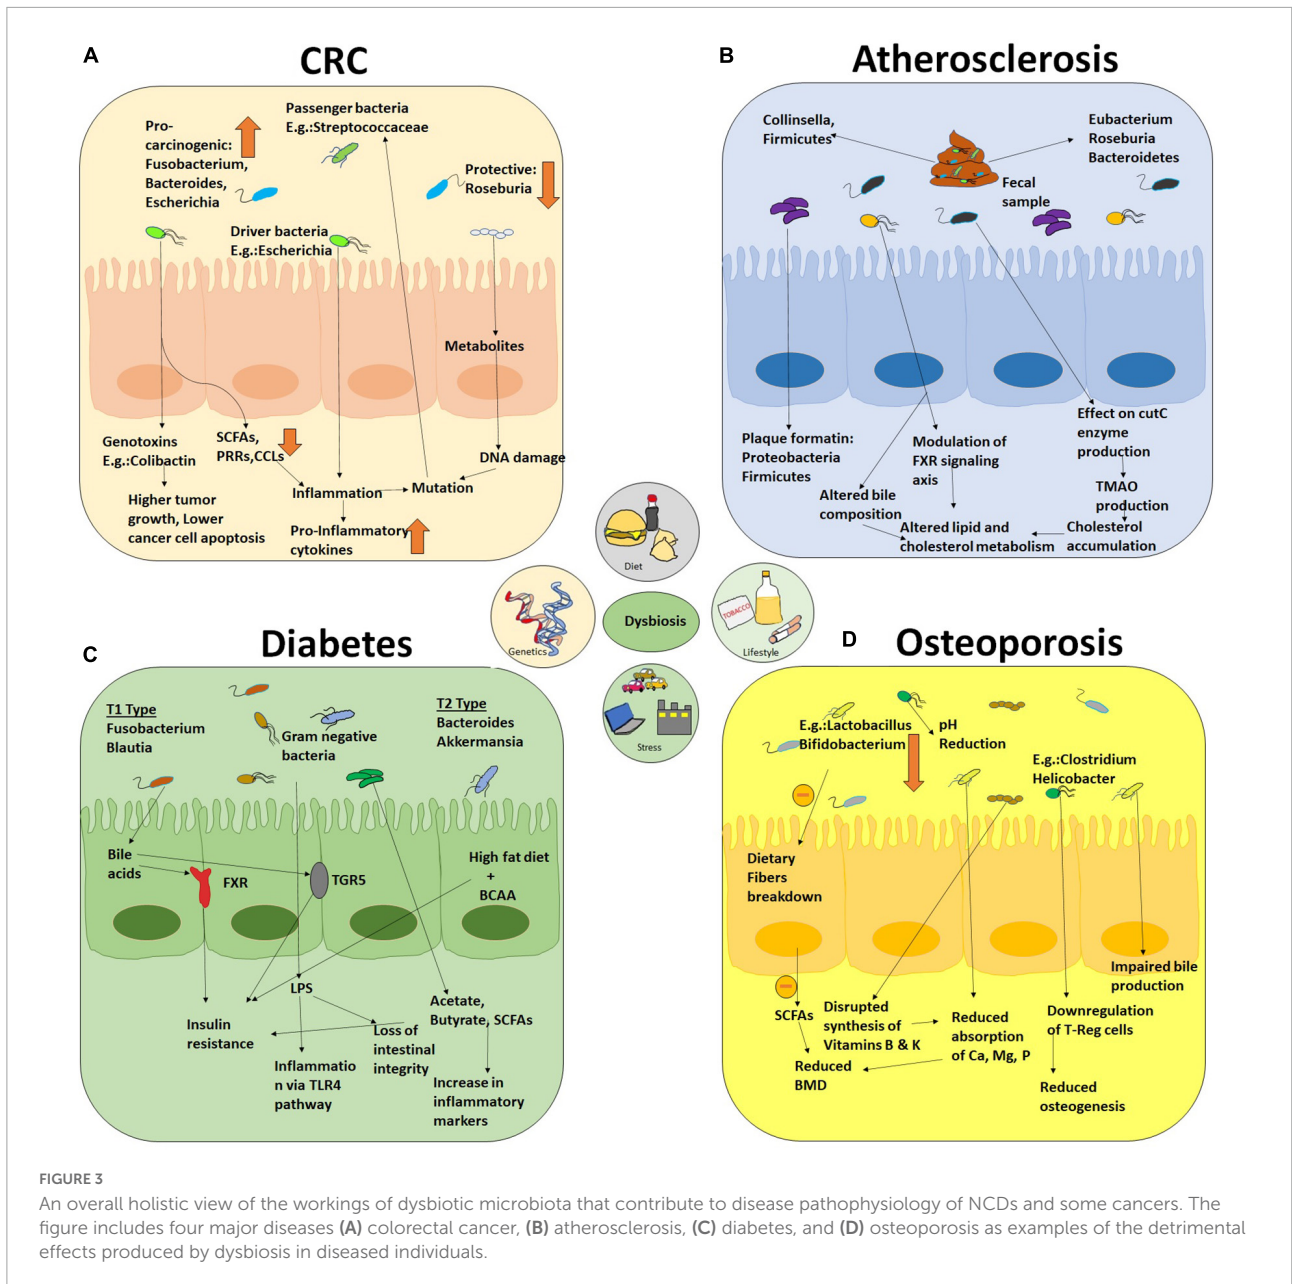 A
CRC
Pro-
carcinogenic:
Fusobacterium,
Bacteroides,
Escherichia
Passenger bacteria
E.g.:Streptococcaceae
Protective:
Roseburia
Driver bacteria
E.g.:Escherichia
Metabolites
Genotoxins
E.g.:Colibactin
SCFAs,
PRRs,CCLs
DNA damage
Higher tumor
growth, Lower
cancer cell apoptosis
Inflammation
Mutation
Pro-Inflammatory
cytokines
B
Atherosclerosis
Collinsella,
Firmicutes
Eubacterium
Roseburia
Bacteroidetes
Fecal
sample
Plaque formatin:
Proteobacteria
Firmicutes
Modulation of
FXR signaling
axis
Effect on cutC
enzyme
production
Altered bile
composition
TMAO
production
Altered lipid and
cholesterol metabolism
Cholesterol
accumulation
Diet
Genetics
Dysbiosis
TOBACCO
Lifestyle
Stress
C
Diabetes
T1 Type
Fusobacterium
Blautia
Gram negative
bacteria
T2 Type
Bacteroides
Akkermansia
Bile
acids
FXR
TGR5
High fat diet
+
BCAA
LPS
Insulin
resistance
Loss of
intestinal
integrity
Acetate,
Butyrate, SCFAs
Inflammatio
n via TLR4
pathway
Increase in
inflammatory
markers
D
Osteoporosis
E.g.:Lactobacillus
Bifidobacterium
pH
Reduction
E.g.:Clostridium
Helicobacter
Dietary
Fibers
breakdown
Impaired bile
production
SCFAs
Disrupted
synthesis of
Vitamins B & K
Reduced
absorption
of Ca, Mg, P
Downregulation
of T-Reg cells
Reduced
BMD
Reduced
osteogenesis
FIGURE 3
An overall holistic view of the workings of dysbiotic microbiota that contribute to disease pathophysiology of NCDs and some cancers. The
figure includes four major diseases (A) colorectal cancer, (B) atherosclerosis, (C) diabetes, and (D) osteoporosis as examples of the detrimental
effects produced by dysbiosis in diseased individuals.